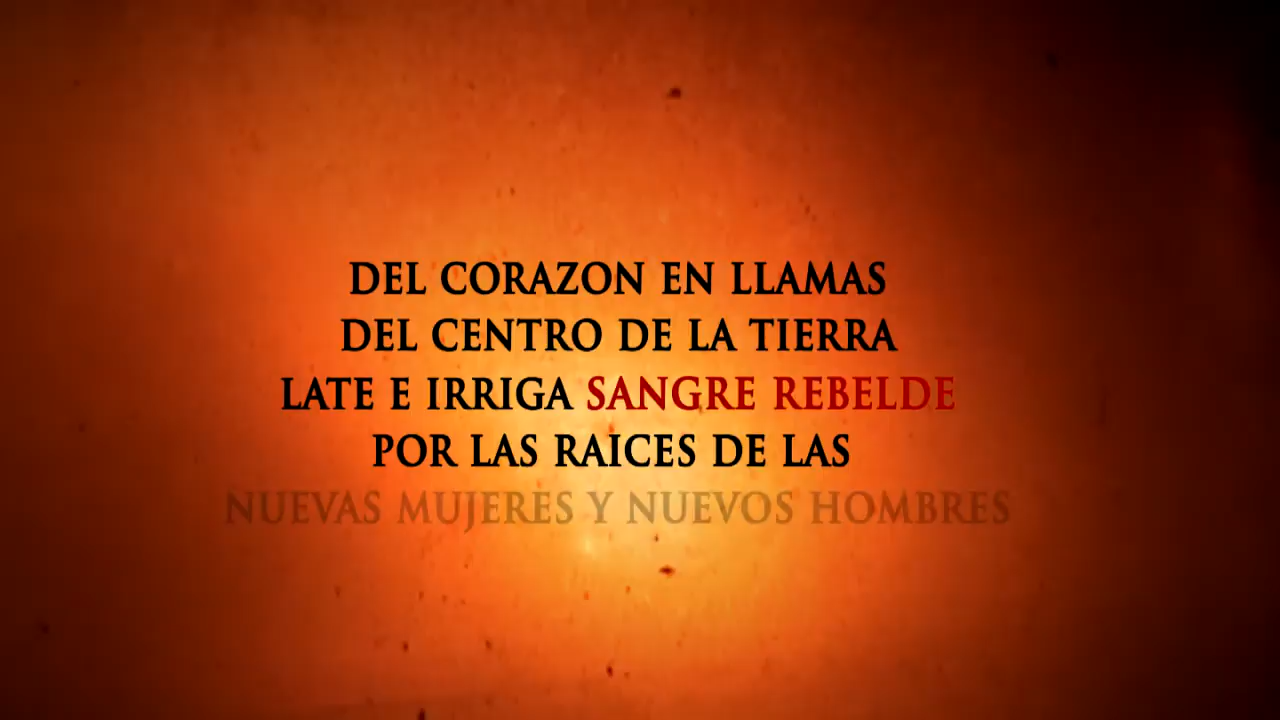 DEL CORAZON EN LLAMAS
DEL CENTRO DE LA TIERRA
LATE E IRRIGA SANGRE REBELDE
POR LAS RAICES DE LAS
NUEVAS MUJERES Y NUEVOS HOMBRES